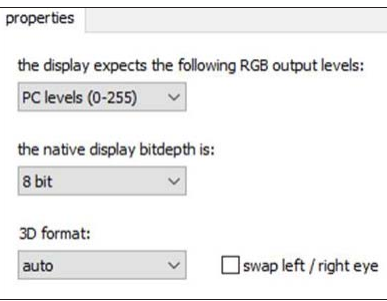 properties
the display expects the following RGB output levels:
PC levels (0-255)
the native display bitdepth is:
8 bit
3D format:
auto
swap left / right eye